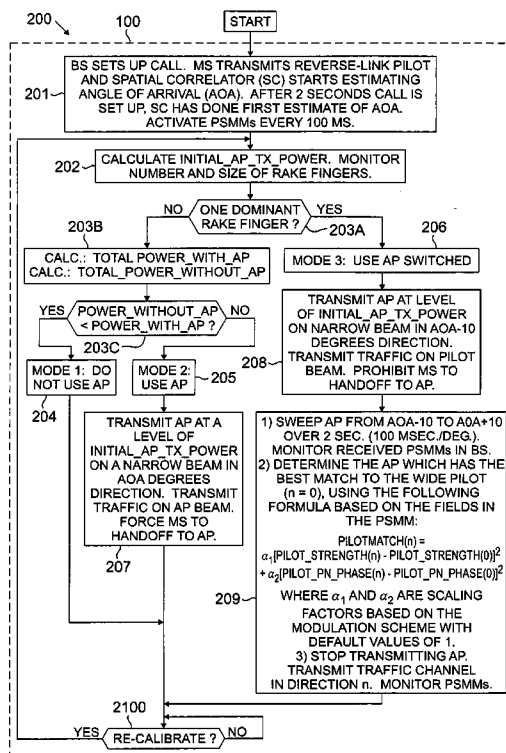 200
START
100
201
BS SETS UP CALL. MS TRANSMITS REVERSE-LINK PILOT
AND SPATIAL CORRELATOR (SC) STARTS ESTIMATING
ANGLE OF ARRIVAL (AOA). AFTER 2 SECONDS CALL IS
SET UP, SC HAS DONE FIRST ESTIMATE OF AOA.
ACTIVATE PSMMs EVERY 100 MS.
202
CALCULATE INITIAL_AP_TX_POWER. MONITOR
NUMBER AND SIZE OF RAKE FINGERS.
NO
ONE DOMINANT
RAKE FINGER ?
YES
203A
203B
CALC.: TOTAL POWER_WITH_AP
CALC.: TOTAL_POWER_WITHOUT_AP
206
MODE 3: USE AP SWITCHED
YES
POWER_WITHOUT_AP
< POWER_WITH_AP ?
NO
203C
MODE 1: DO
NOT USE AP
204
MODE 2:
USE AP
205
208
TRANSMIT AP AT LEVEL
OF INITIAL_AP_TX_POWER
ON NARROW BEAM IN AOA-10
DEGREES DIRECTION.
TRANSMIT TRAFFIC ON PILOT
BEAM. PROHIBIT MS TO
HANDOFF TO AP.
TRANSMIT AP AT A
LEVEL OF
INITIAL_AP_TX_POWER
ON A NARROW BEAM IN
AOA DEGREES
DIRECTION. TRANSMIT
TRAFFIC ON AP BEAM.
FORCE MS TO
HANDOFF TO AP.
207
1) SWEEP AP FROM AOA-10 TO AOA+10
OVER 2 SEC. (100 MSEC./DEG.).
MONITOR RECEIVED PSMMs IN BS.
2) DETERMINE THE AP WHICH HAS THE
BEST MATCH TO THE WIDE PILOT
(n = 0), USING THE FOLLOWING
FORMULA BASED ON THE FIELDS IN
THE PSMM:
PILOTMATCH(n) =
α1[PILOT_STRENGTH(n) - PILOT_STRENGTH(0)]²
+ α2[PILOT_PN_PHASE(n) - PILOT_PN_PHASE(0)]²
WHERE α1 AND α2 ARE SCALING
FACTORS BASED ON THE
MODULATION SCHEME WITH
DEFAULT VALUES OF 1.
3) STOP TRANSMITTING AP.
TRANSMIT TRAFFIC CHANNEL
IN DIRECTION n. MONITOR PSMMs.
209
2100
YES
RE-CALIBRATE ?
NO